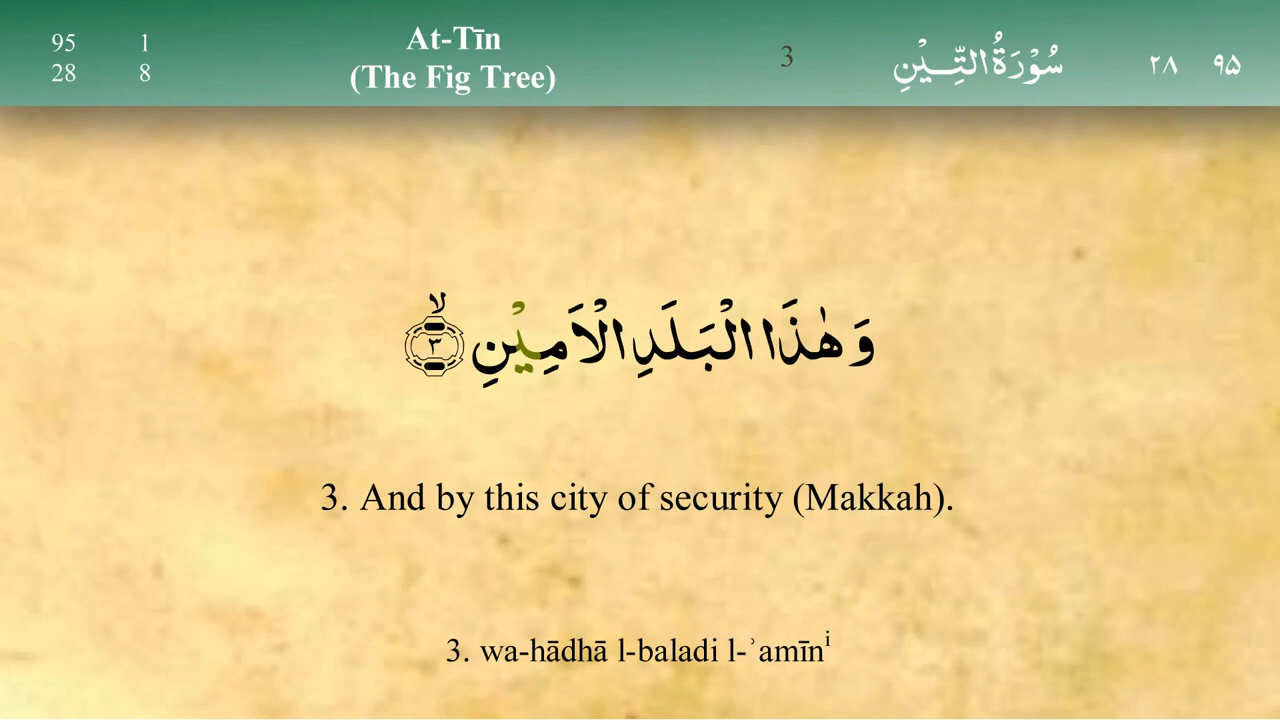 95 1
28 8
At-Tīn
(The Fig Tree)
3
سُوْرَةُ التِّيْنِ
٢٨ ٩۵
وَهٰذَا الْبَلَدِ الْاَمِيْنِ ۙ ٣
3. And by this city of security (Makkah).
3. wa-hādhā l-baladi l-ʾamīnⁱ